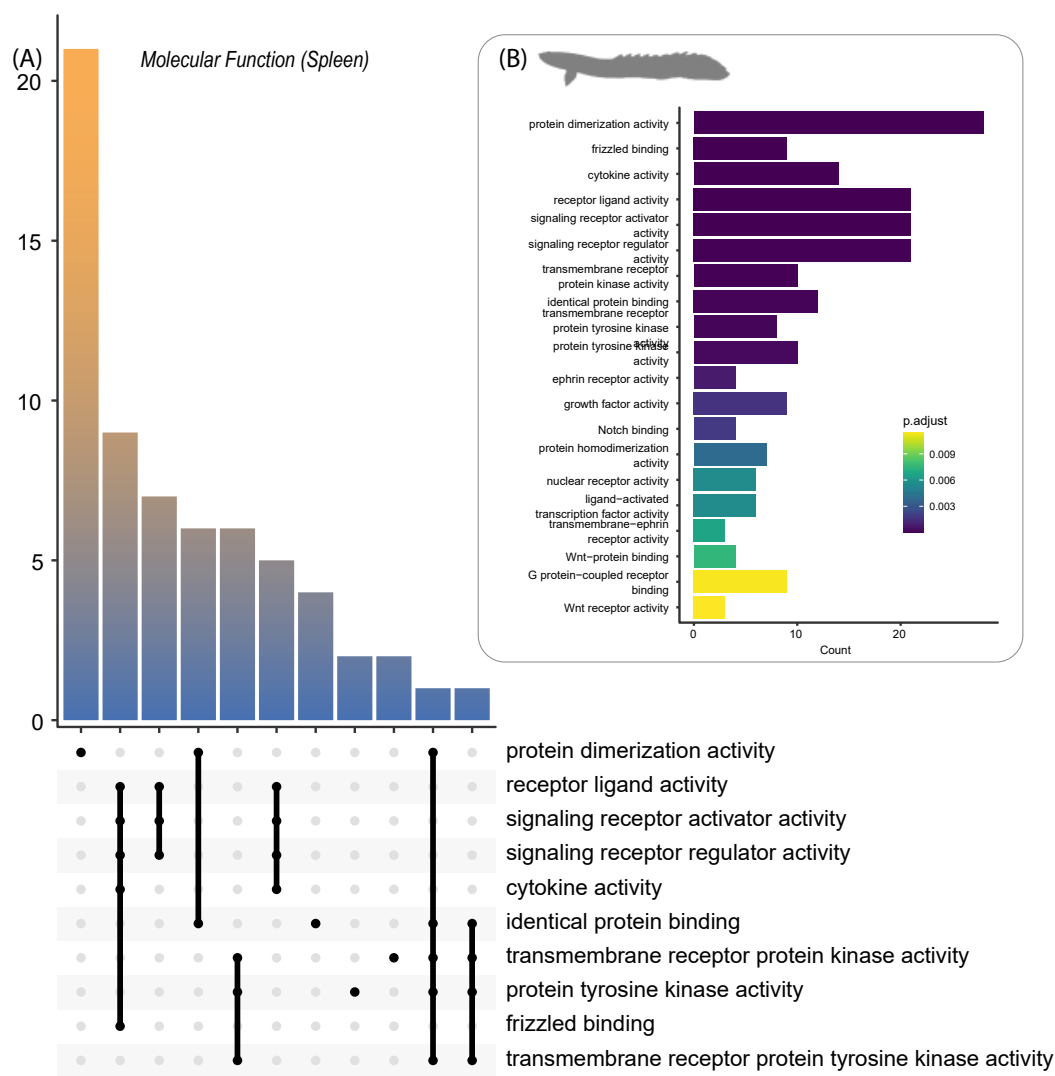 (A)
Molecular Function (Spleen)
20
15
10
5
0
(B)
protein dimerization activity
frizzled binding
cytokine activity
receptor ligand activity
signaling receptor activator
activity
signaling receptor regulator
activity
transmembrane receptor
protein kinase activity
identical protein binding
transmembrane receptor
protein tyrosine kinase
activity
protein tyrosine kinase
activity
ephrin receptor activity
growth factor activity
Notch binding
protein homodimerization
activity
nuclear receptor activity
ligand−activated
transcription factor activity
transmembrane−ephrin
receptor activity
Wnt−protein binding
G protein−coupled receptor
binding
Wnt receptor activity
0
10
20
Count
p.adjust
0.009
0.006
0.003
protein dimerization activity
receptor ligand activity
signaling receptor activator activity
signaling receptor regulator activity
cytokine activity
identical protein binding
transmembrane receptor protein kinase activity
protein tyrosine kinase activity
frizzled binding
transmembrane receptor protein tyrosine kinase activity